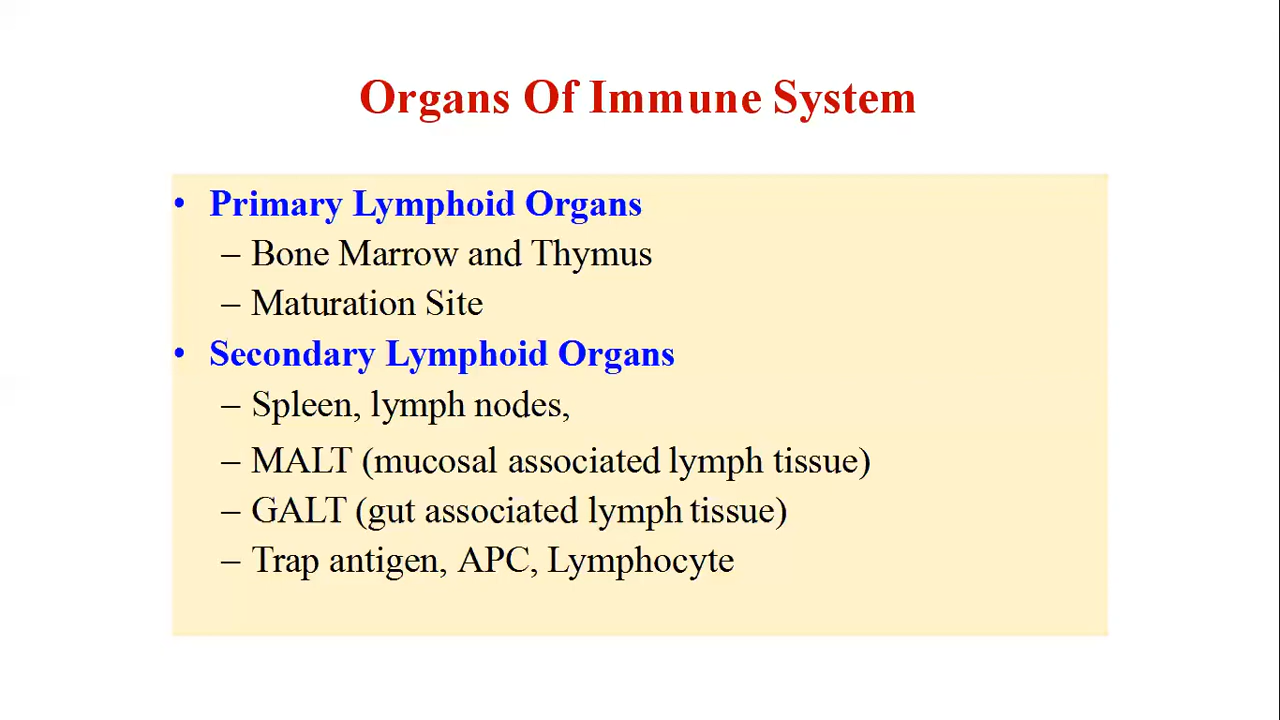 Organs Of Immune System
• Primary Lymphoid Organs
– Bone Marrow and Thymus
– Maturation Site
• Secondary Lymphoid Organs
– Spleen, lymph nodes,
– MALT (mucosal associated lymph tissue)
– GALT (gut associated lymph tissue)
– Trap antigen, APC, Lymphocyte